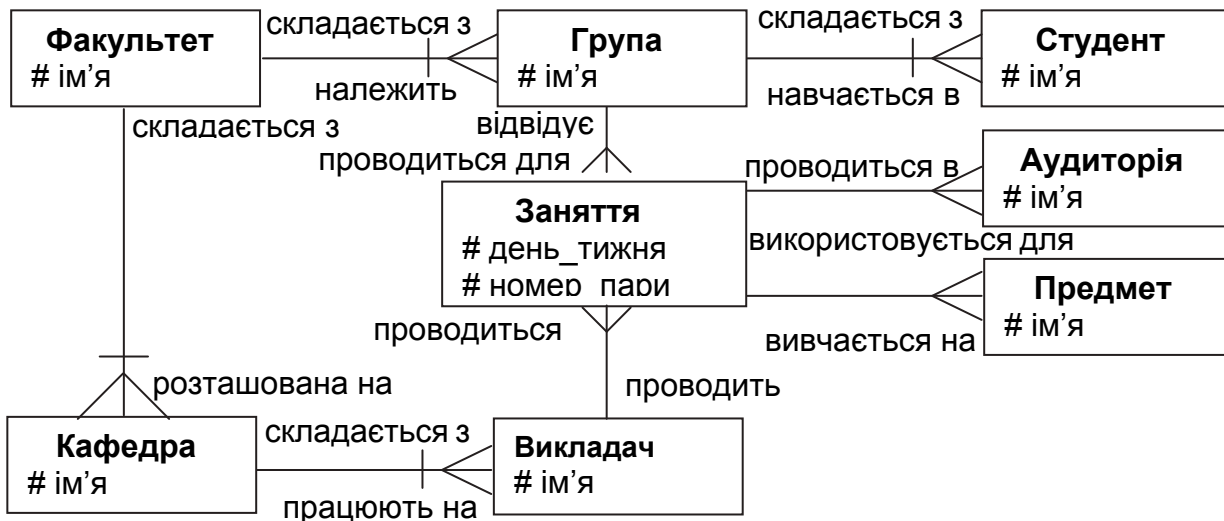 Факультет
# ім’я
складається з
належить
Група
# ім’я
складається з
навчається в
Студент
# ім’я
складається з
відвідує
проводиться для
Заняття
# день_тижня
# номер_пари
проводиться в
використовується для
Аудиторія
# ім’я
вивчається на
Предмет
# ім’я
проводиться
проводить
розташована на
Кафедра
# ім’я
складається з
працюють на
Викладач
# ім’я